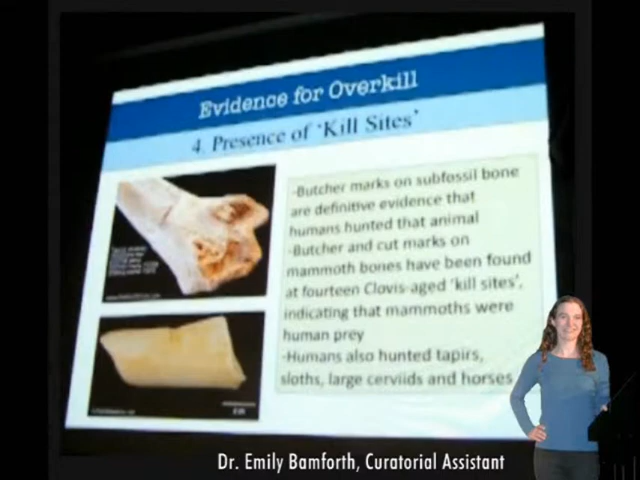 Evidence for Overkill
4. Presence of 'Kill Sites'
-Butcher marks on subfossil bone
are definitive evidence that
humans hunted that animal
-Butcher and cut marks on
mammoth bones have been found
at fourteen Clovis-aged 'kill sites',
indicating that mammoths were
human prey
-Humans also hunted tapirs,
sloths, large cerviids and horses
Dr. Emily Bamforth, Curatorial Assistant